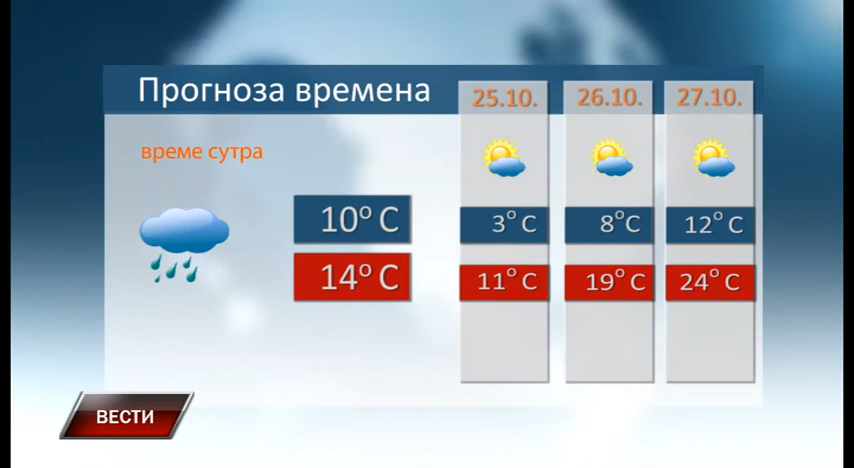 Прогноза времена
време сутра
10° C
14° C
25.10. 26.10. 27.10.
3° C 8°C 12° C
11° C 19° C 24° C
ВЕСТИ